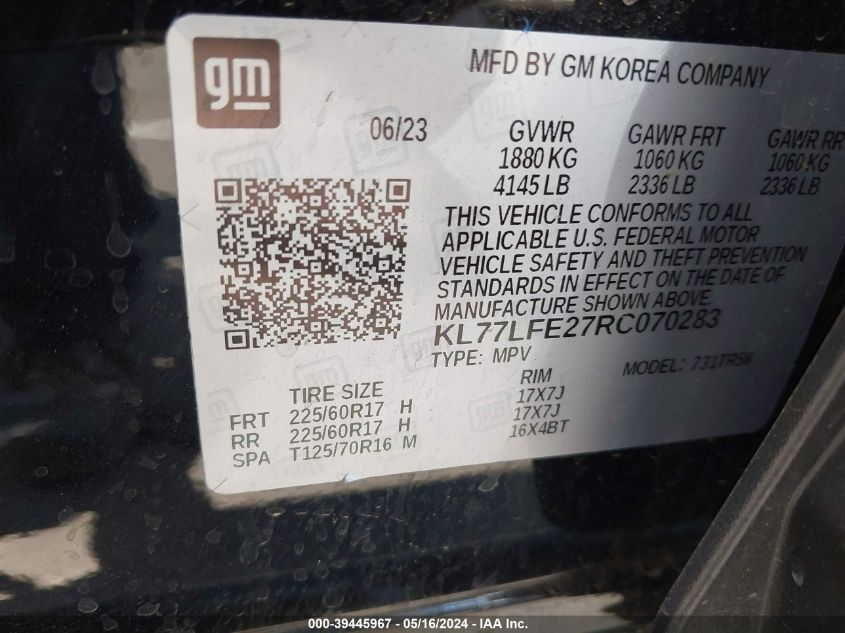 gm
MFD BY GM KOREA COMPANY
06/23
GVWR GAWR FRT GAWR RR
1880 KG 1060 KG 1060 KG
4145 LB 2336 LB 2336 LB
THIS VEHICLE CONFORMS TO ALL
APPLICABLE U.S. FEDERAL MOTOR
VEHICLE SAFETY AND THEFT PREVENTION
STANDARDS IN EFFECT ON THE DATE OF
MANUFACTURE SHOWN ABOVE.
KL77LFE27RC070283
TYPE: MPV MODEL:
TIRE SIZE RIM
FRT 225/60R17 H 17X7J
RR 225/60R17 H 17X7J
SPA T125/70R16 M 16X4BT
000-39445967 - 05/16/2024 - IAA Inc.